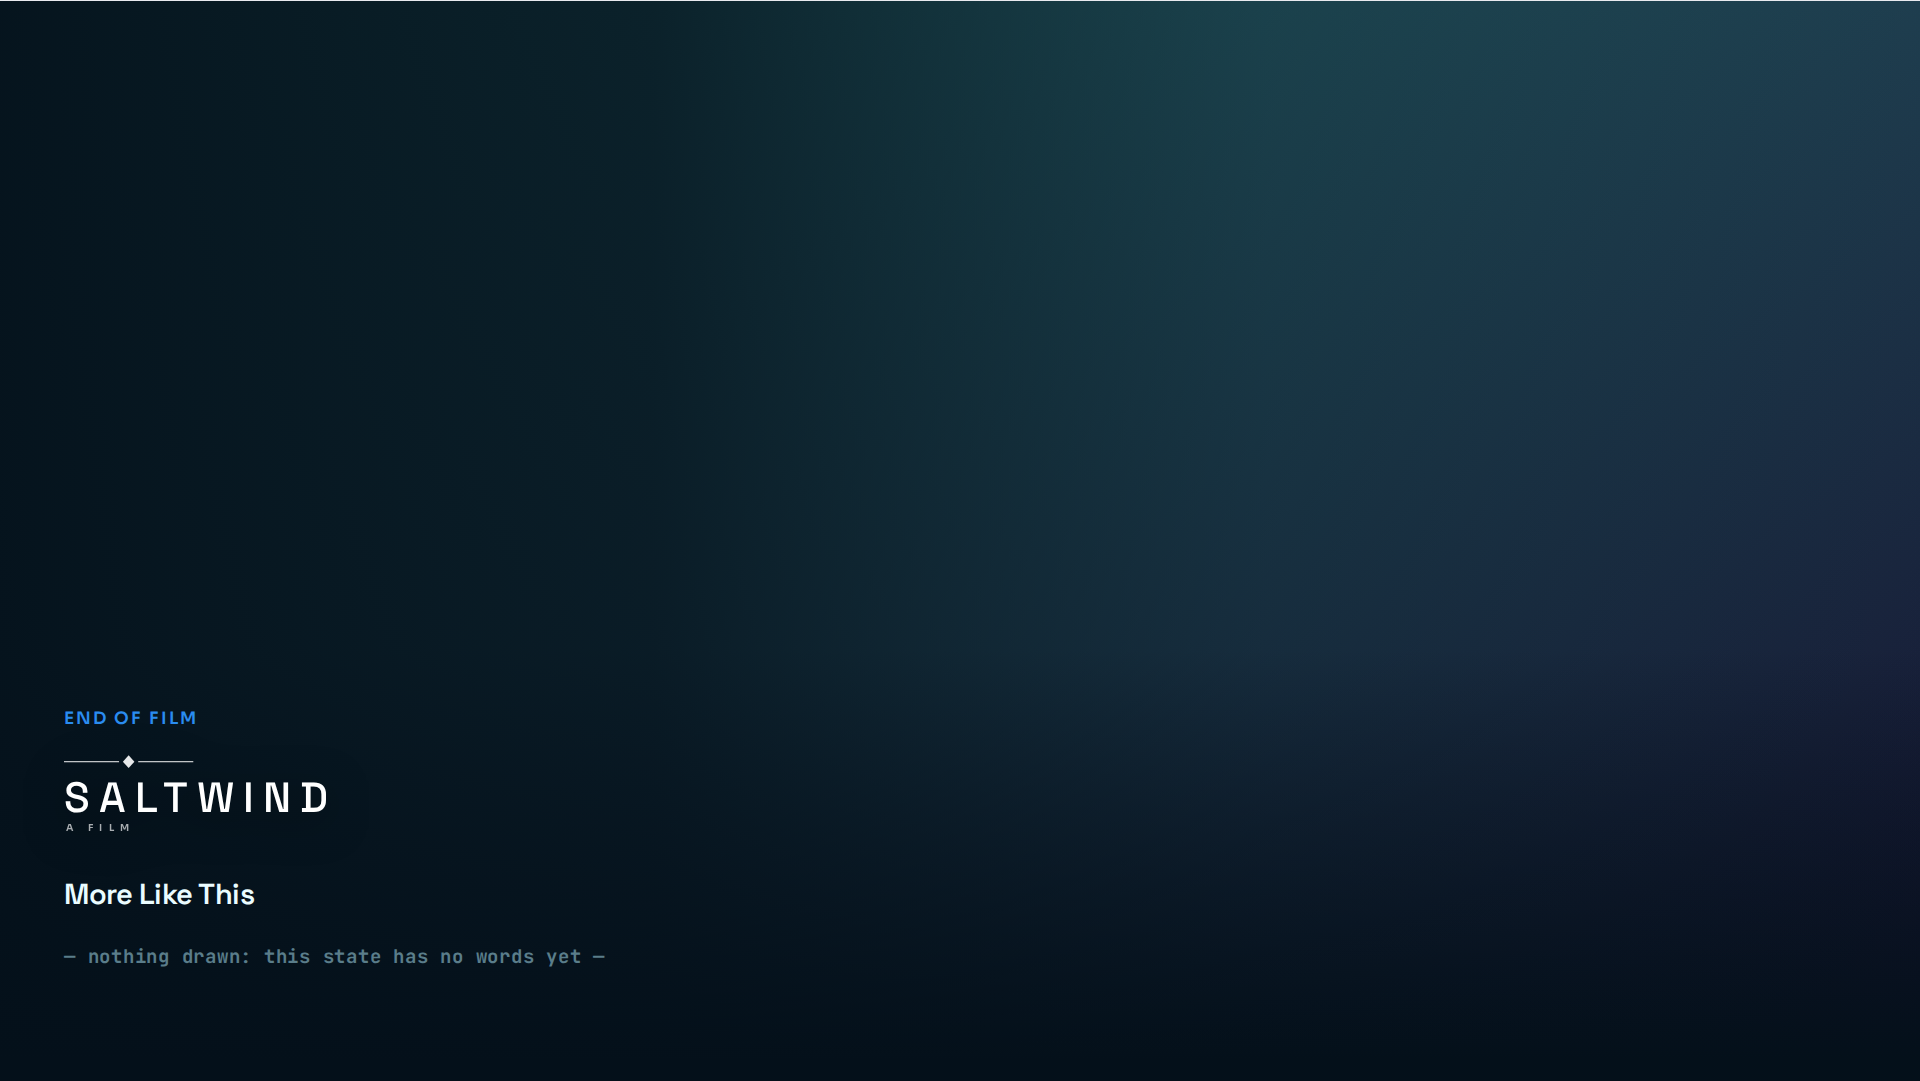 END OF FILM
SALTWIND
A FILM
More Like This
— nothing drawn: this state has no words yet —